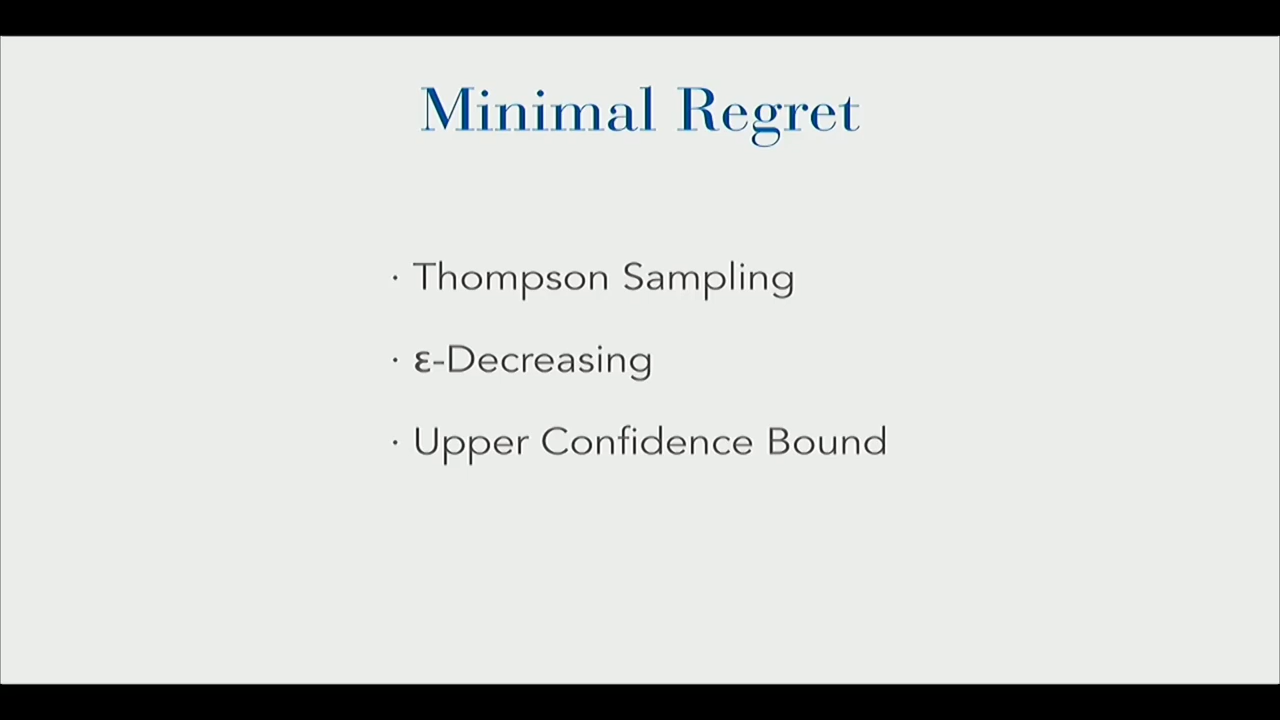 Minimal Regret
· Thompson Sampling
· ε-Decreasing
· Upper Confidence Bound